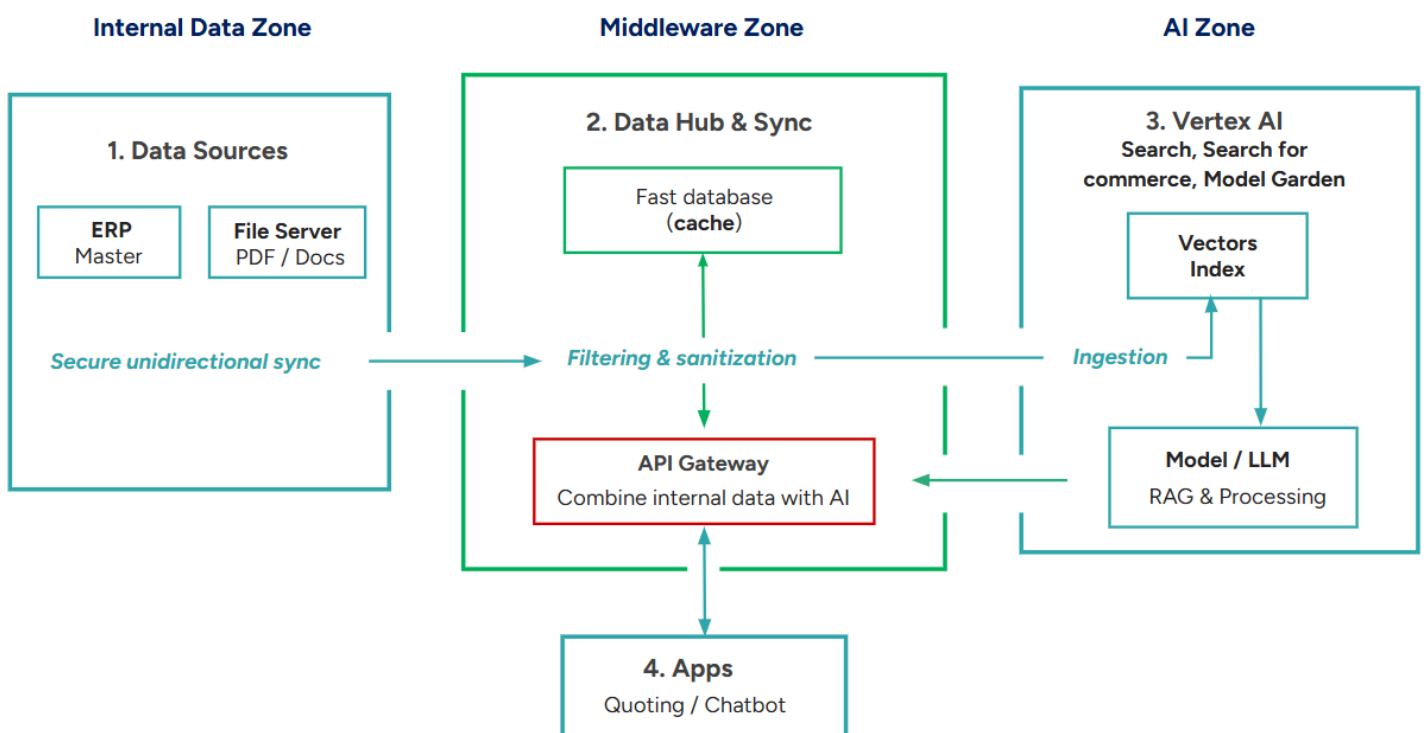 Internal Data Zone
Middleware Zone
AI Zone
1. Data Sources
ERP
Master
File Server
PDF / Docs
Secure unidirectional sync
2. Data Hub & Sync
Fast database
(cache)
Filtering & sanitization
API Gateway
Combine internal data with AI
3. Vertex AI
Search, Search for
commerce, Model Garden
Vectors
Index
Ingestion
Model / LLM
RAG & Processing
4. Apps
Quoting / Chatbot